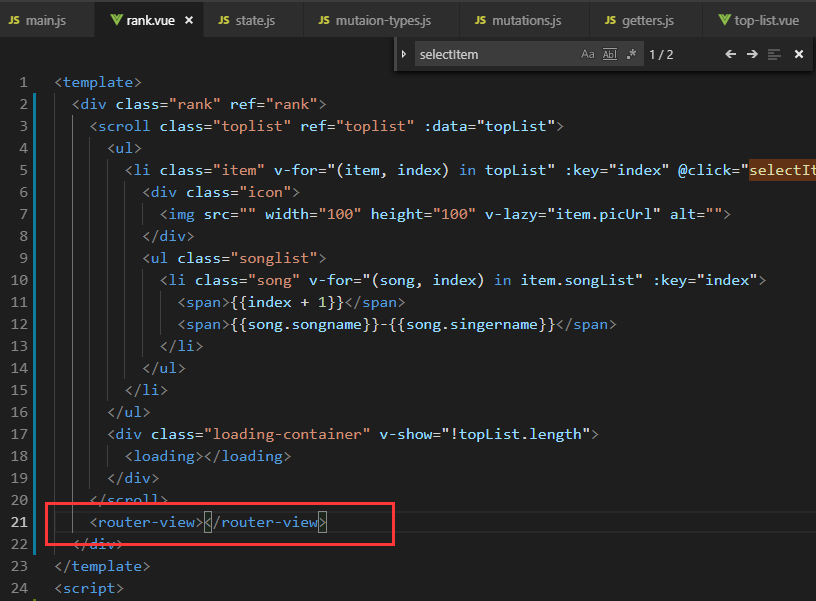 JS main.js rank.vue × JS state.js JS mutaion-types.js JS mutations.js JS getters.js top-list.vue
selectItem Aa Abl .* 1 / 2
1 <template>
2 <div class="rank" ref="rank">
3 <scroll class="toplist" ref="toplist" :data="topList">
4 <ul>
5 <li class="item" v-for="(item, index) in topList" :key="index" @click="selectIt
6 <div class="icon">
7 <img src="" width="100" height="100" v-lazy="item.picUrl" alt="">
8 </div>
9 <ul class="songlist">
10 <li class="song" v-for="(song, index) in item.songList" :key="index">
11 <span>{{index + 1}}</span>
12 <span>{{song.songname}}-{{song.singername}}</span>
13 </li>
14 </ul>
15 </li>
16 </ul>
17 <div class="loading-container" v-show="!topList.length">
18 <loading></loading>
19 </div>
20 </scroll>
21 <router-view></router-view>
22 </div>
23 </template>
24 <script>